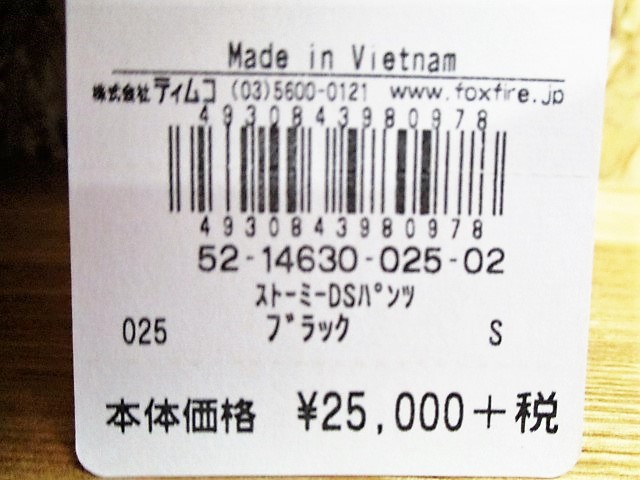 Made in Vietnam
株式会社 ティムコ (03)5600-0121 www.foxfire.jp
4930843980978
4930843980978
52-14630-025-02
ｽﾄｰﾐｰDSﾊﾟﾝﾂ
025 ﾌﾞﾗｯｸ S
本体価格 ¥25,000+税